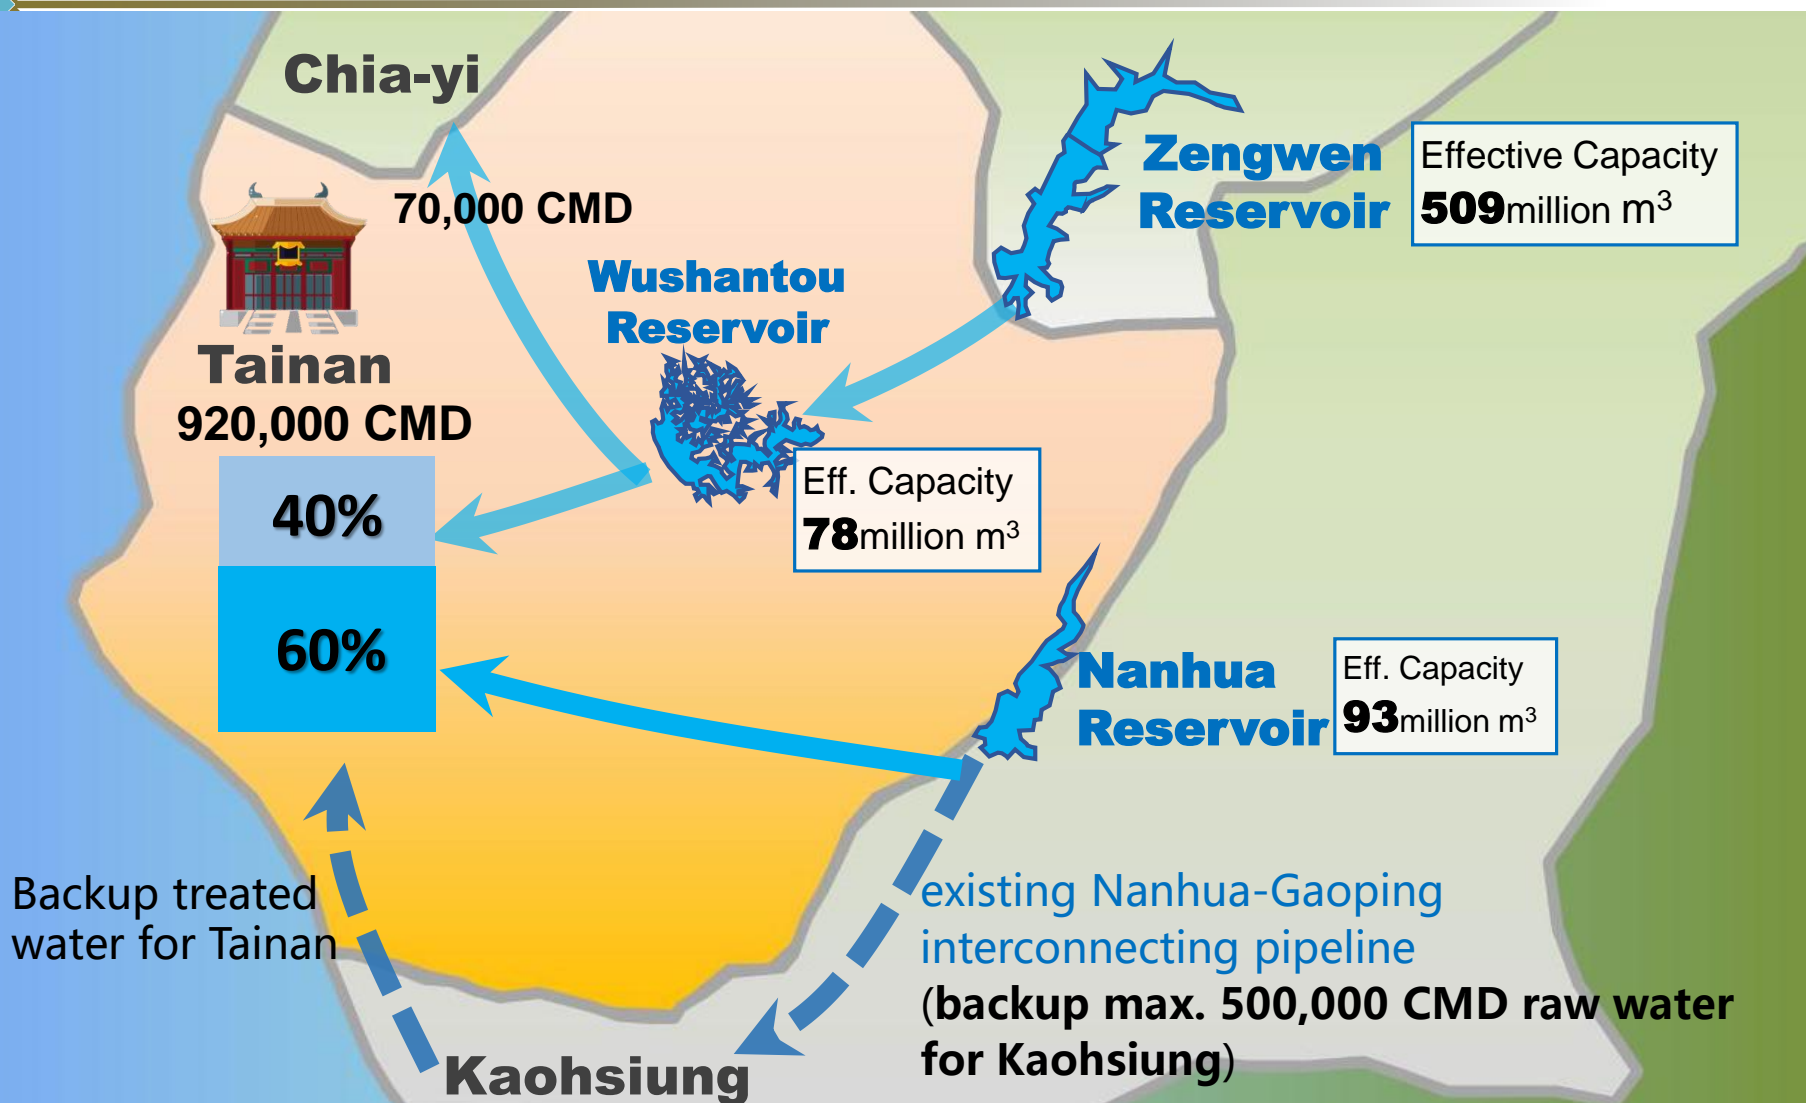 Chia-yi
70,000 CMD
Zengwen
Reservoir
Effective Capacity
509million m³
Wushantou
Reservoir
Eff. Capacity
78million m³
Tainan
920,000 CMD
40%
60%
Nanhua
Reservoir
Eff. Capacity
93million m³
Backup treated
water for Tainan
existing Nanhua-Gaoping
interconnecting pipeline
(backup max. 500,000 CMD raw water
for Kaohsiung)
Kaohsiung